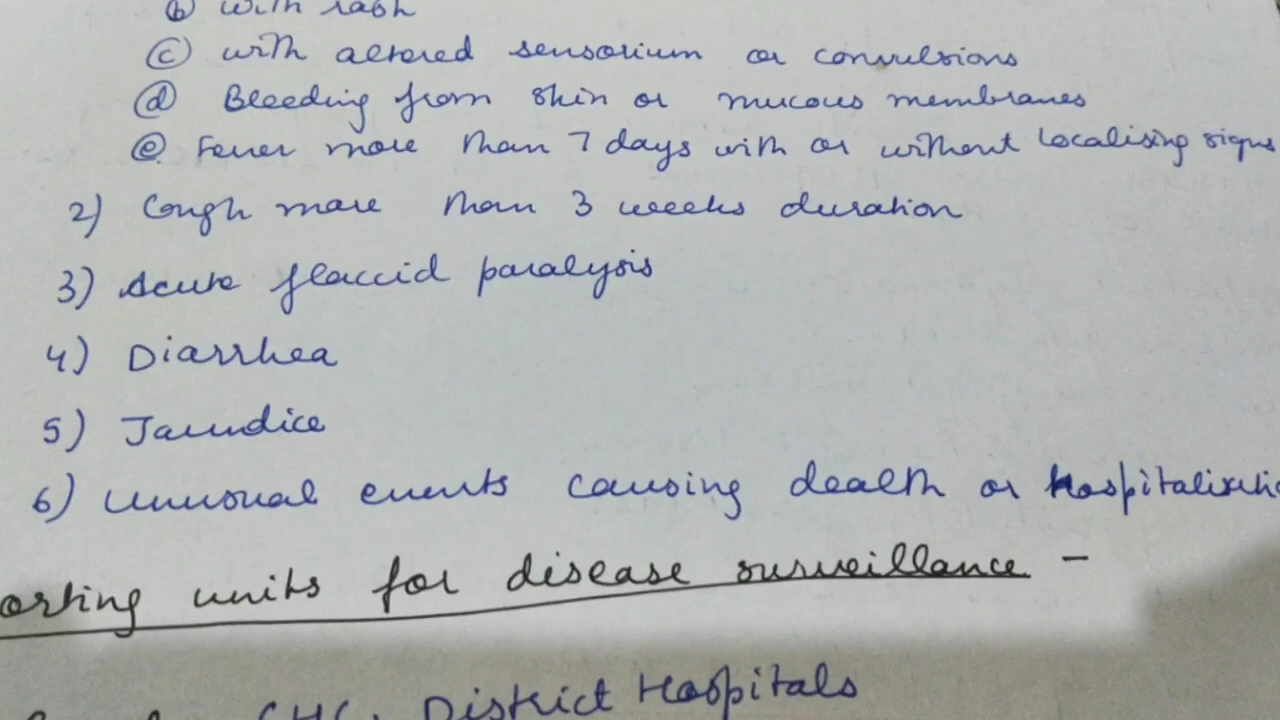 (b) with rash
(c) with altered sensorium or convulsions
(d) Bleeding from skin or mucous membranes
(e) Fever more than 7 days with or without localising signs
2) Cough more than 3 weeks duration
3) Acute flaccid paralysis
4) Diarrhea
5) Jaundice
6) unusual events causing death or hospitalisatio
orting units for disease surveillance -
CHC, District Hospitals